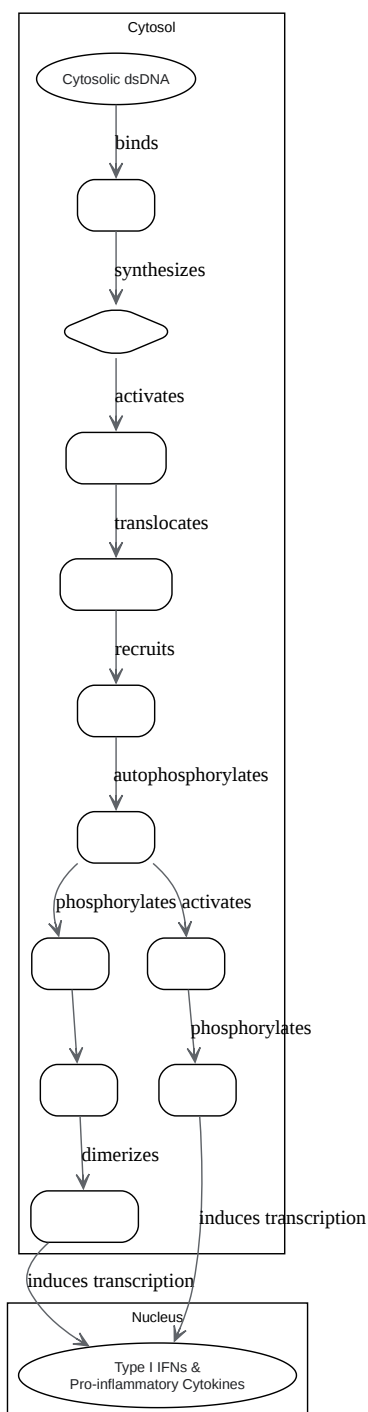 Cytosol
Cytosolic dsDNA
binds
synthesizes
activates
translocates
recruits
autophosphorylates
phosphorylates
activates
phosphorylates
dimerizes
induces transcription
induces transcription
Nucleus
Type I IFNs &
Pro-inflammatory Cytokines